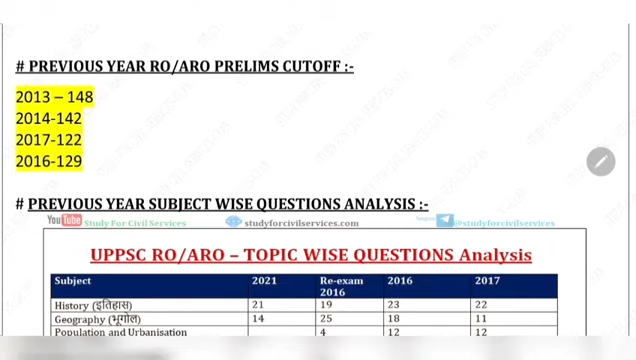 # PREVIOUS YEAR RO/ARO PRELIMS CUTOFF :-
2013 – 148
2014-142
2017-122
2016-129
# PREVIOUS YEAR SUBJECT WISE QUESTIONS ANALYSIS :-
YouTube Study For Civil Services studyforcivilservices.com Telegram @studyforcivilservices
UPPSC RO/ARO – TOPIC WISE QUESTIONS Analysis
Subject 2021 Re-exam 2016 2016 2017
History (इतिहास) 21 19 23 22
Geography (भूगोल) 14 25 18 11
Population and Urbanisation 4 12 12